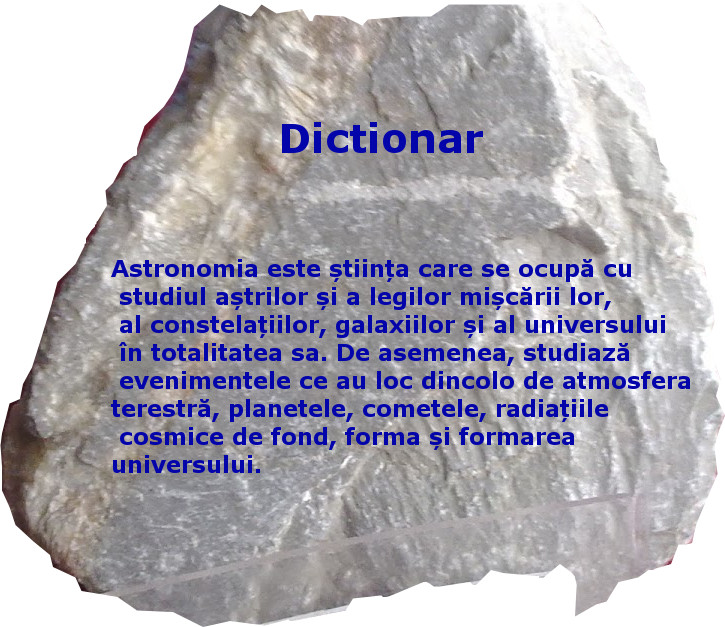 Dictionar
Astronomia este știința care se ocupă cu
studiul aștrilor și a legilor mișcării lor,
al constelațiilor, galaxiilor și al universului
în totalitatea sa. De asemenea, studiază
evenimentele ce au loc dincolo de atmosfera
terestră, planetele, cometele, radiațiile
cosmice de fond, forma și formarea
universului.